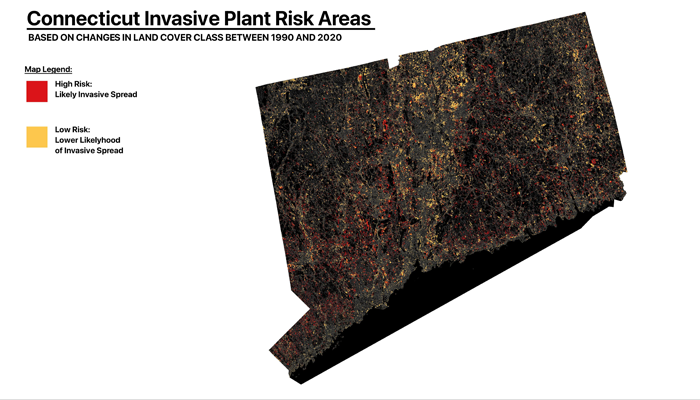 Connecticut Invasive Plant Risk Areas
BASED ON CHANGES IN LAND COVER CLASS BETWEEN 1990 AND 2020
Map Legend:
High Risk:
Likely Invasive Spread
Low Risk:
Lower Likelyhood
of Invasive Spread